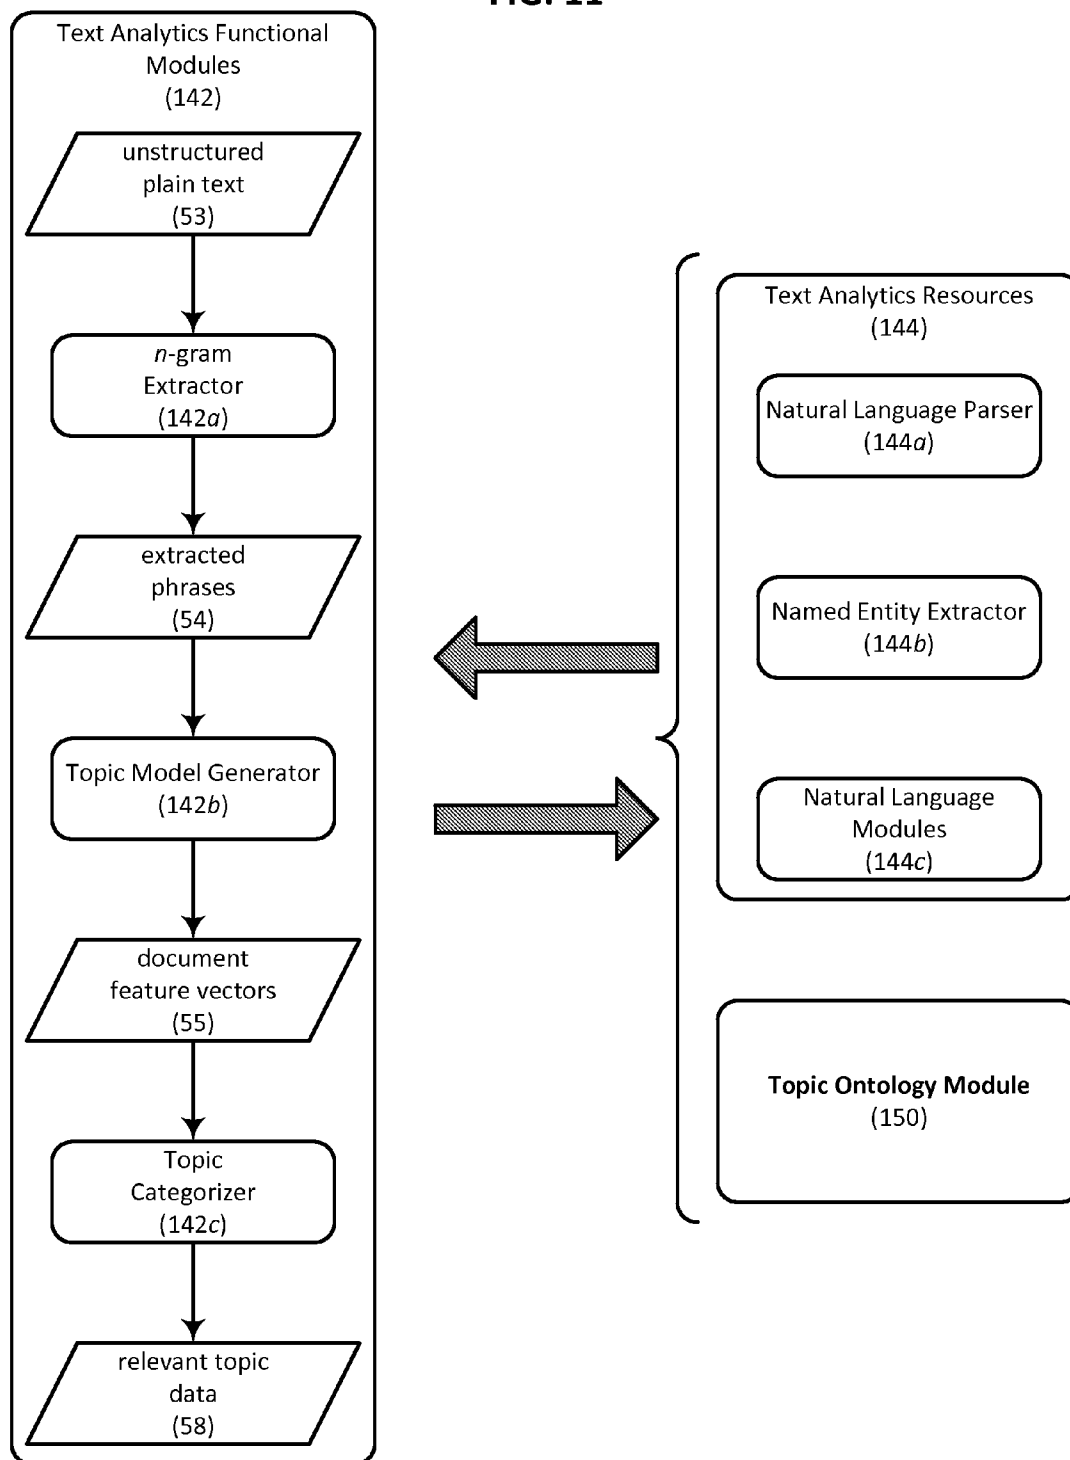 FIG. 11
Text Analytics Functional
Modules
(142)
unstructured
plain text
(53)
n-gram
Extractor
(142a)
extracted
phrases
(54)
Topic Model Generator
(142b)
document
feature vectors
(55)
Topic
Categorizer
(142c)
relevant topic
data
(58)
Text Analytics Resources
(144)
Natural Language Parser
(144a)
Named Entity Extractor
(144b)
Natural Language
Modules
(144c)
Topic Ontology Module
(150)